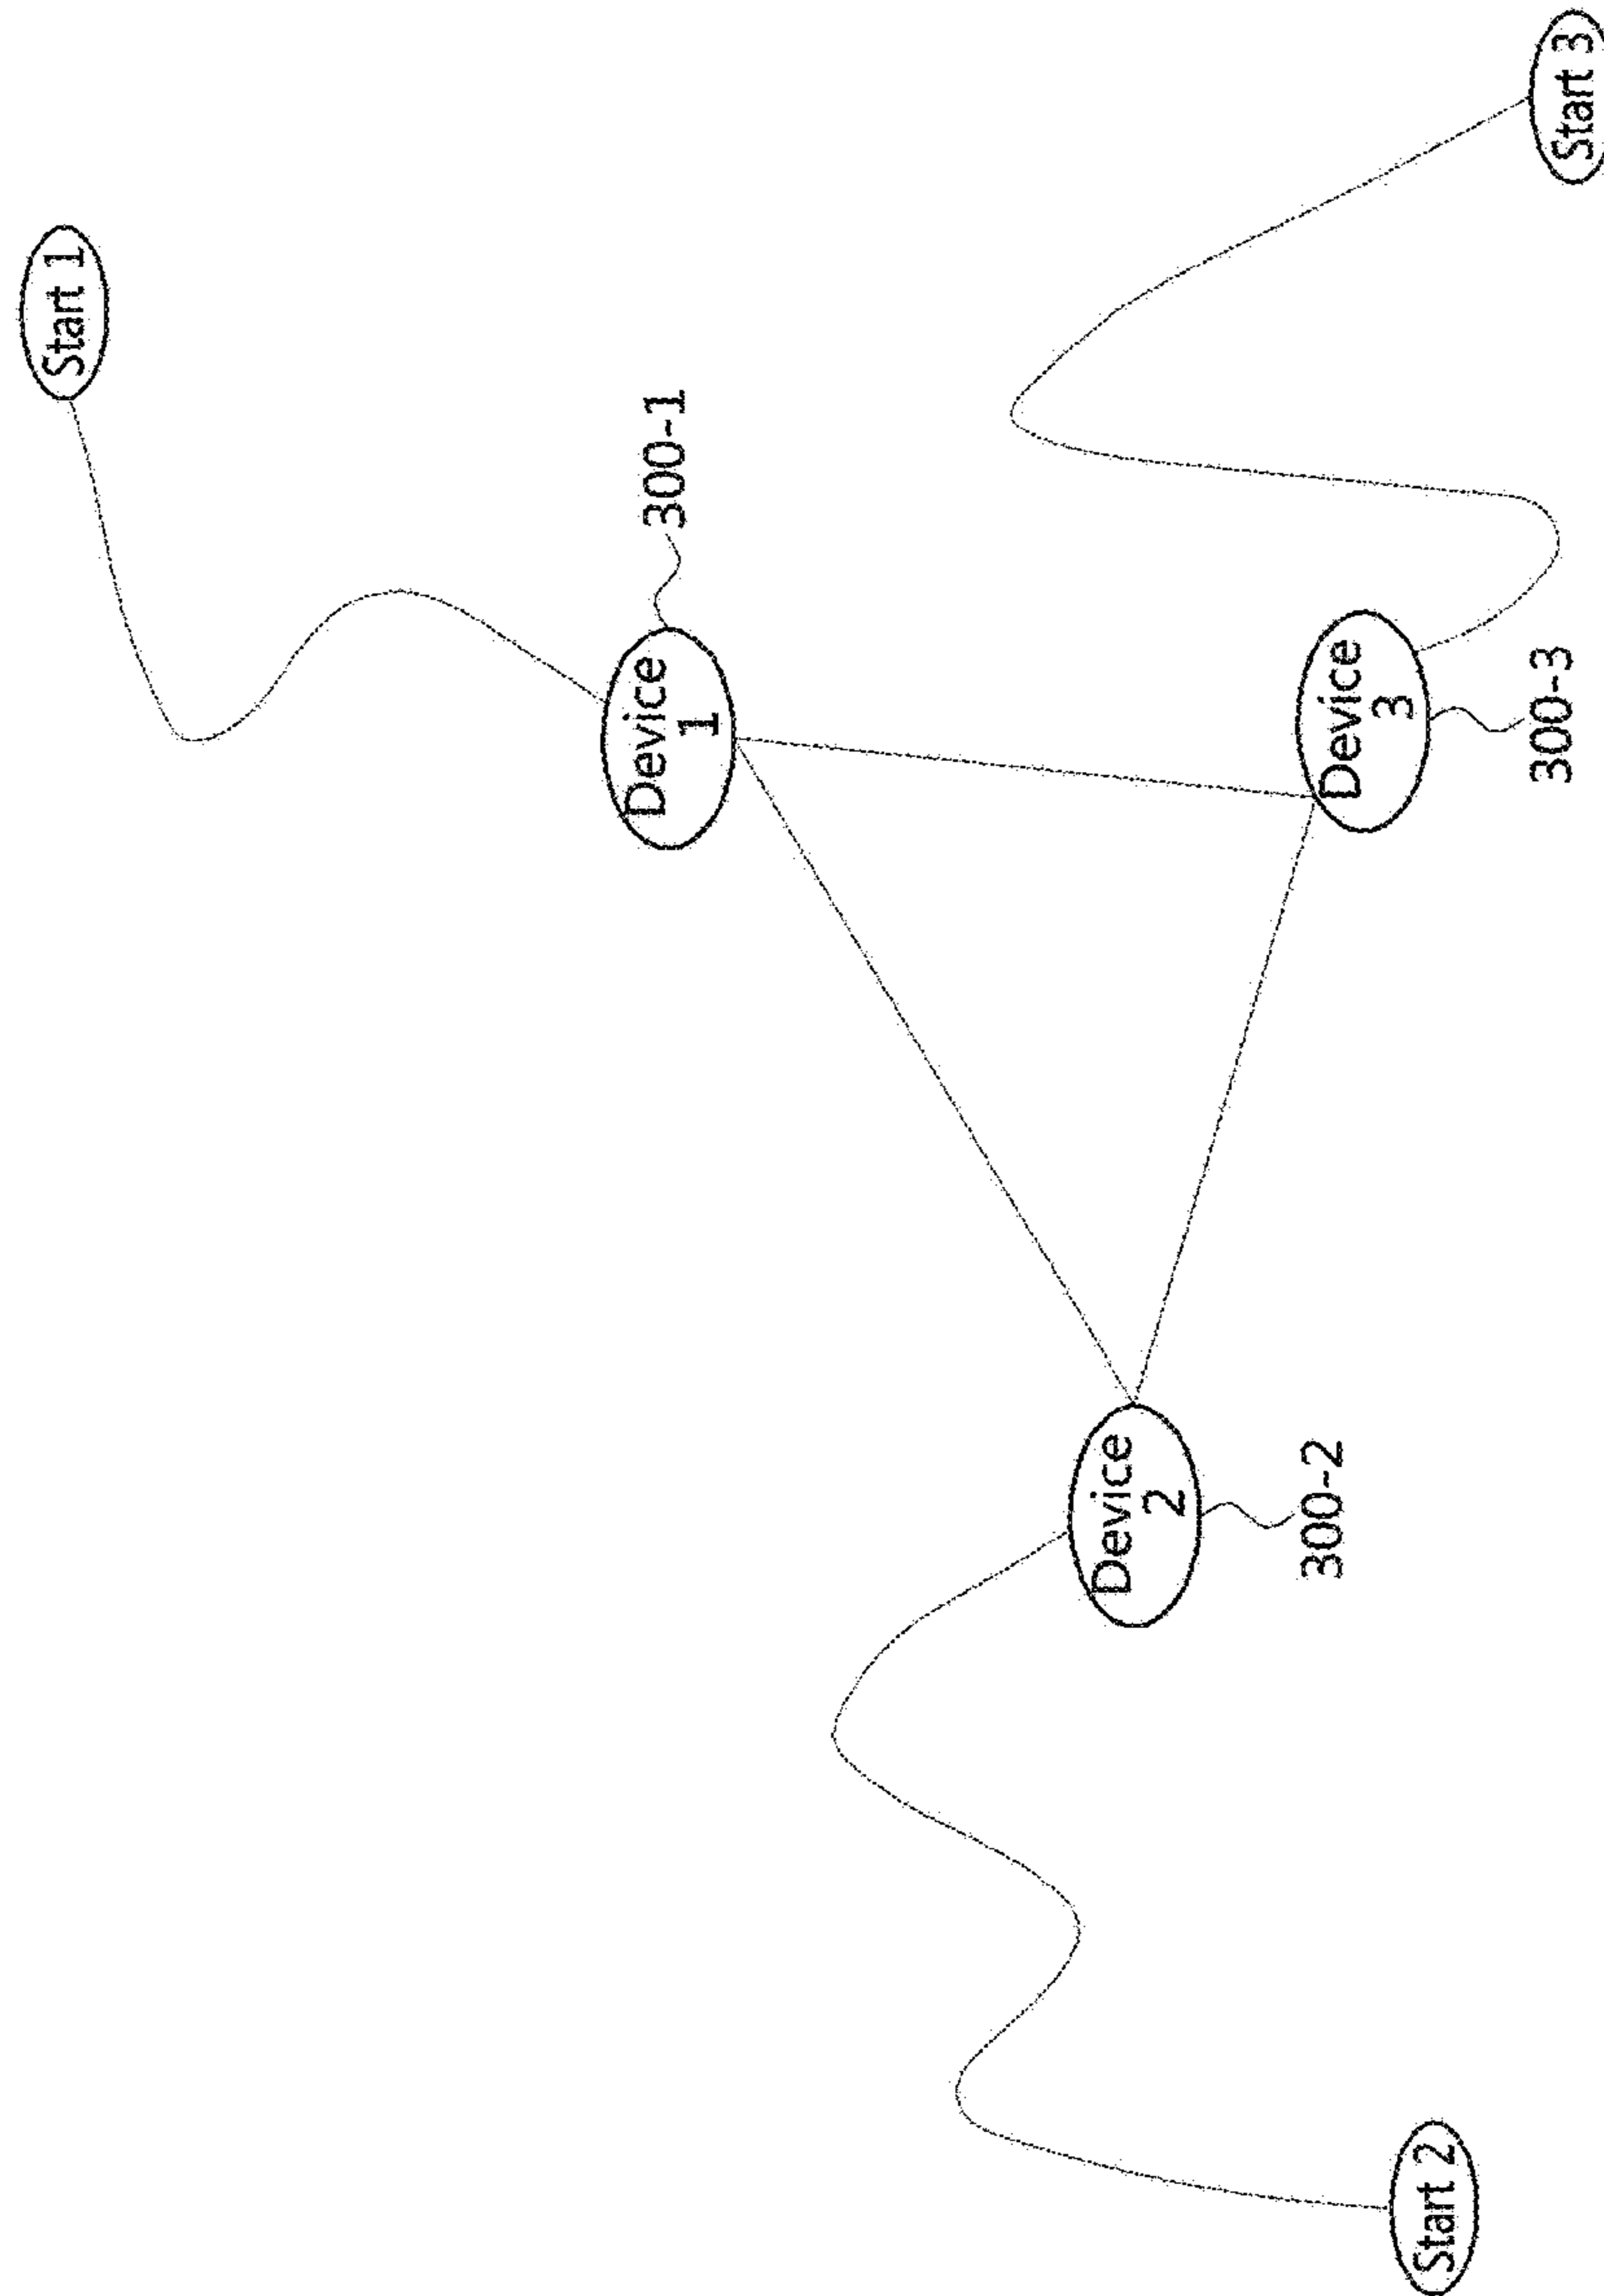 Start 1
300-1
Device
1
Start 3
Device
3
300-3
Device
2
300-2
Start 2